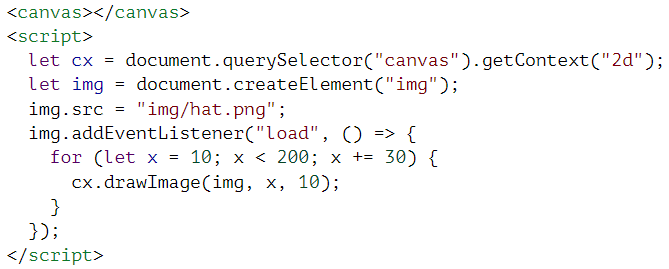 <canvas></canvas>
<script>
  let cx = document.querySelector("canvas").getContext("2d");
  let img = document.createElement("img");
  img.src = "img/hat.png";
  img.addEventListener("load", () => {
    for (let x = 10; x < 200; x += 30) {
      cx.drawImage(img, x, 10);
    }
  });
</script>